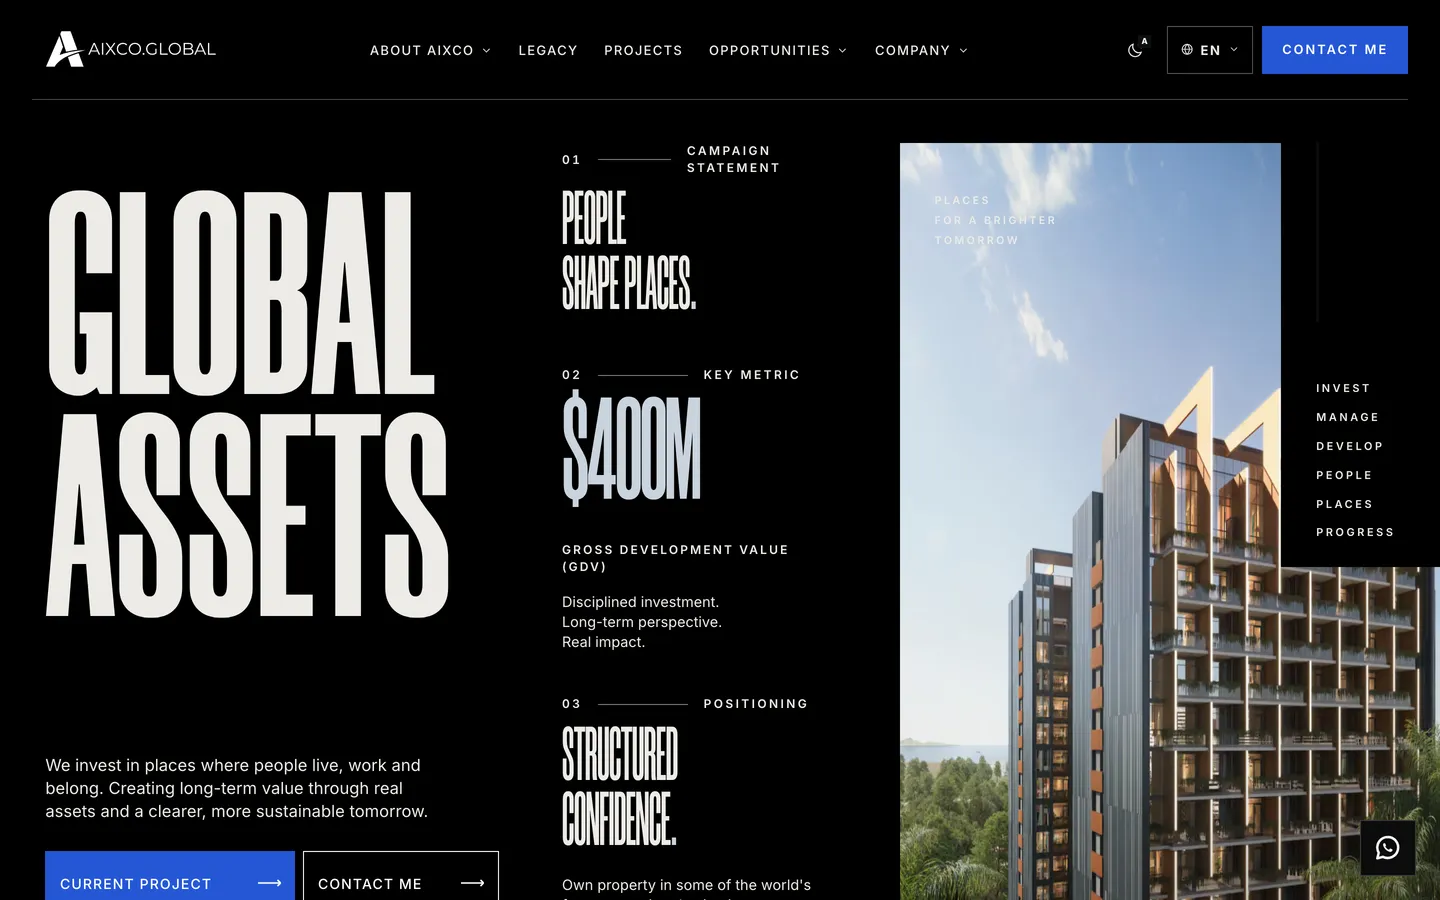 AIXCO.GLOBAL
ABOUT AIXCO
LEGACY
PROJECTS
OPPORTUNITIES
COMPANY
A
EN
CONTACT ME
GLOBAL
ASSETS
We invest in places where people live, work and
belong. Creating long-term value through real
assets and a clearer, more sustainable tomorrow.
CURRENT PROJECT
CONTACT ME
01
CAMPAIGN
STATEMENT
PEOPLE
SHAPE PLACES.
02
KEY METRIC
$400M
GROSS DEVELOPMENT VALUE
(GDV)
Disciplined investment.
Long-term perspective.
Real impact.
03
POSITIONING
STRUCTURED
CONFIDENCE.
Own property in some of the world's
PLACES
FOR A BRIGHTER
TOMORROW
INVEST
MANAGE
DEVELOP
PEOPLE
PLACES
PROGRESS